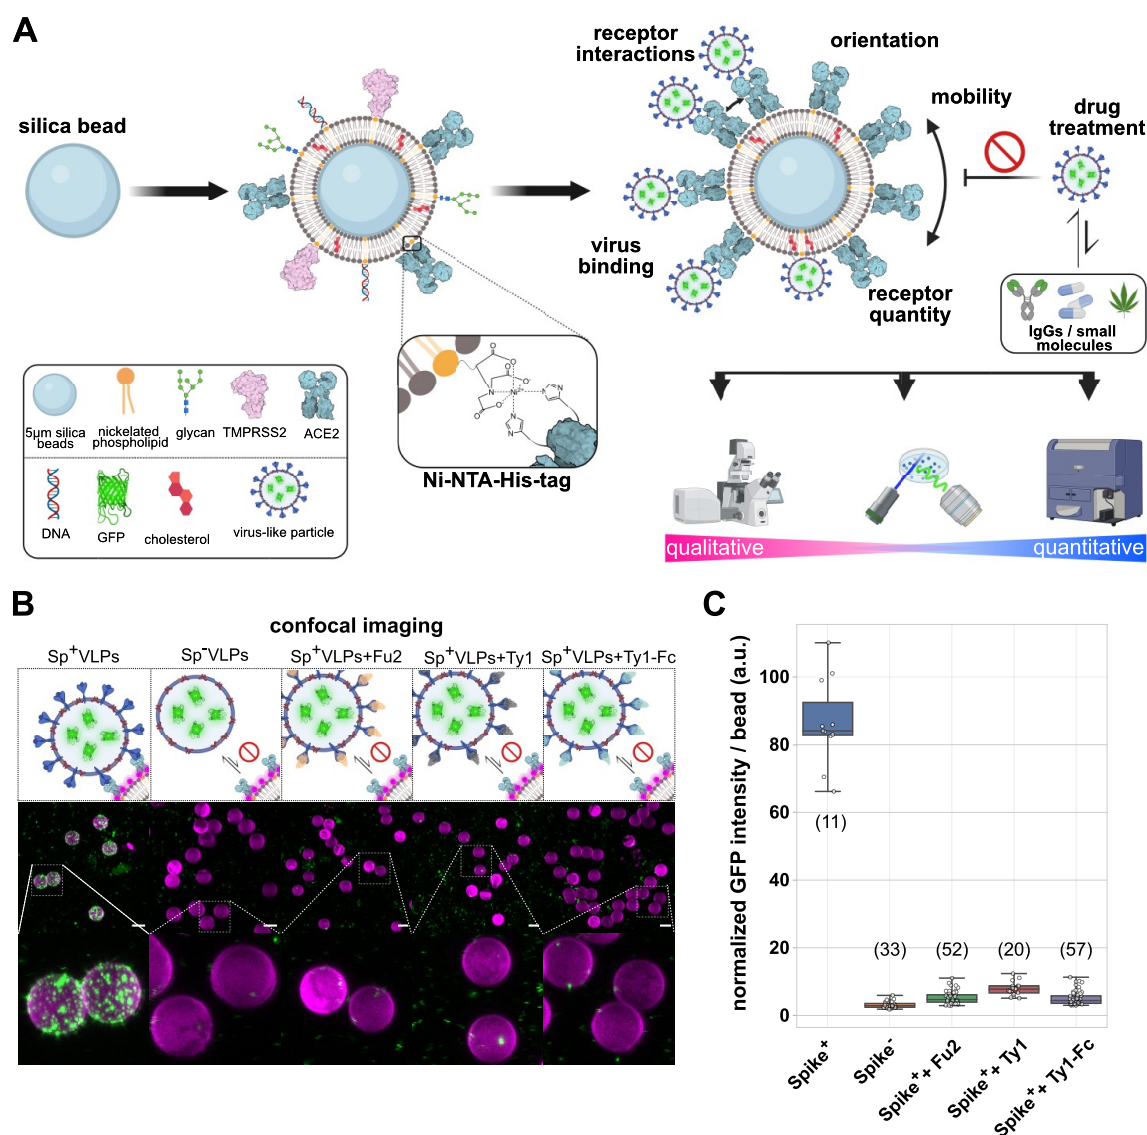 A
silica bead
receptor
interactions
orientation
mobility
drug
treatment
virus
binding
receptor
quantity
IgGs / small
molecules
5µm silica
beads
nickelated
phospholipid
glycan
TMPRSS2
ACE2
DNA
GFP
cholesterol
virus-like particle
O
O
O
O⁻
N
Ni²⁺
N
O
O⁻
N
Ni-NTA-His-tag
qualitative
quantitative
B
confocal imaging
Sp⁺VLPs
Sp⁻VLPs
Sp⁺VLPs+Fu2
Sp⁺VLPs+Ty1
Sp⁺VLPs+Ty1-Fc
C
normalized GFP intensity / bead (a.u.)
100
80
60
40
20
0
(11)
(33)
(52)
(20)
(57)
Spike⁺
Spike⁻
Spike⁺+ Fu2
Spike⁺+ Ty1
Spike⁺+ Ty1-Fc